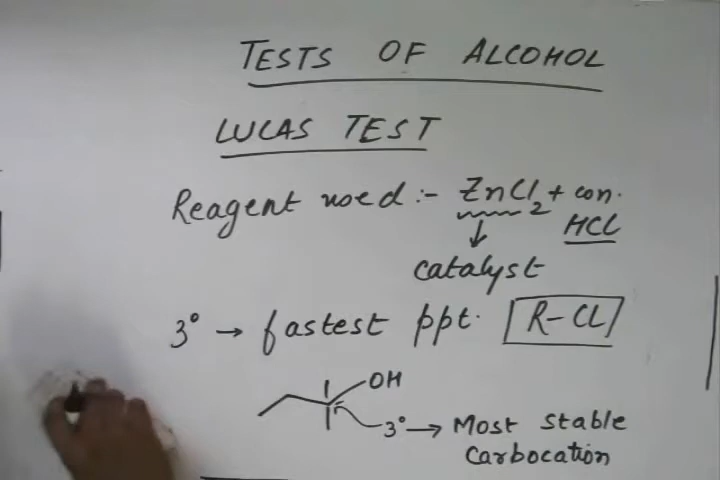 TESTS OF ALCOHOL
LUCAS TEST
Reagent used :- ZnCl2 + con. HCl
catalyst
3° → fastest ppt. R-Cl
OH
3° → Most stable
carbocation